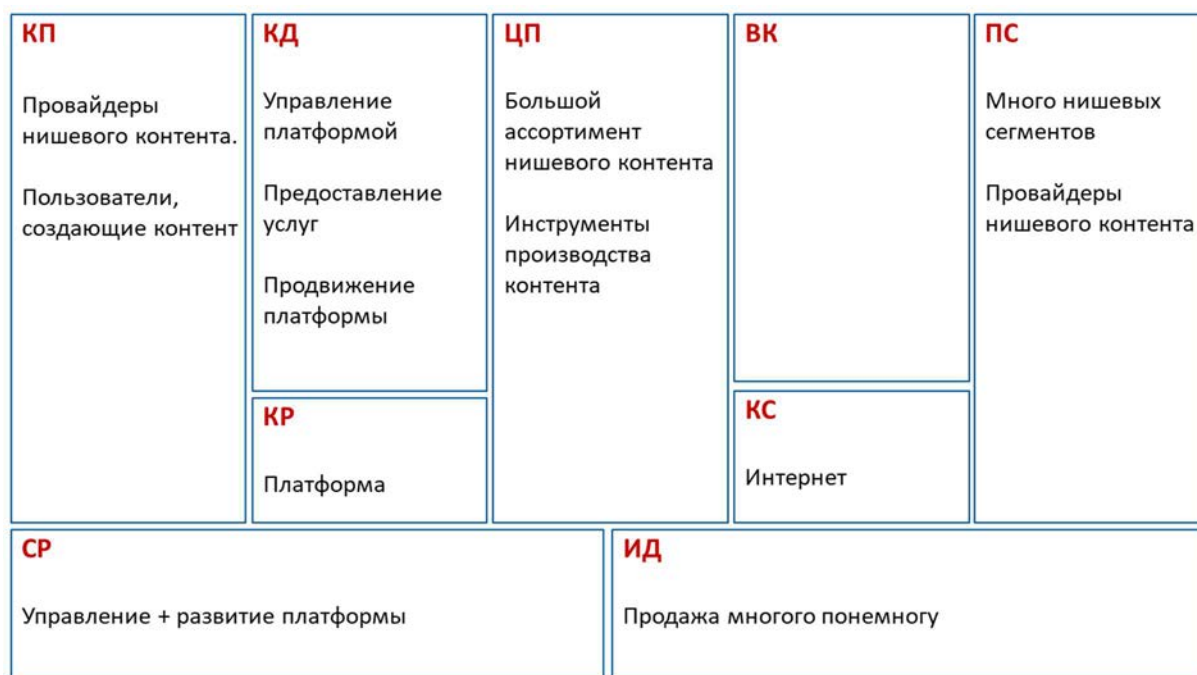 КП
Провайдеры
нишевого контента.
Пользователи,
создающие контент
КД
Управление
платформой
Предоставление
услуг
Продвижение
платформы
КР
Платформа
ЦП
Большой
ассортимент
нишевого контента
Инструменты
производства
контента
ВК
КС
Интернет
ПС
Много нишевых
сегментов
Провайдеры
нишевого контента
СР
Управление + развитие платформы
ИД
Продажа многого понемногу